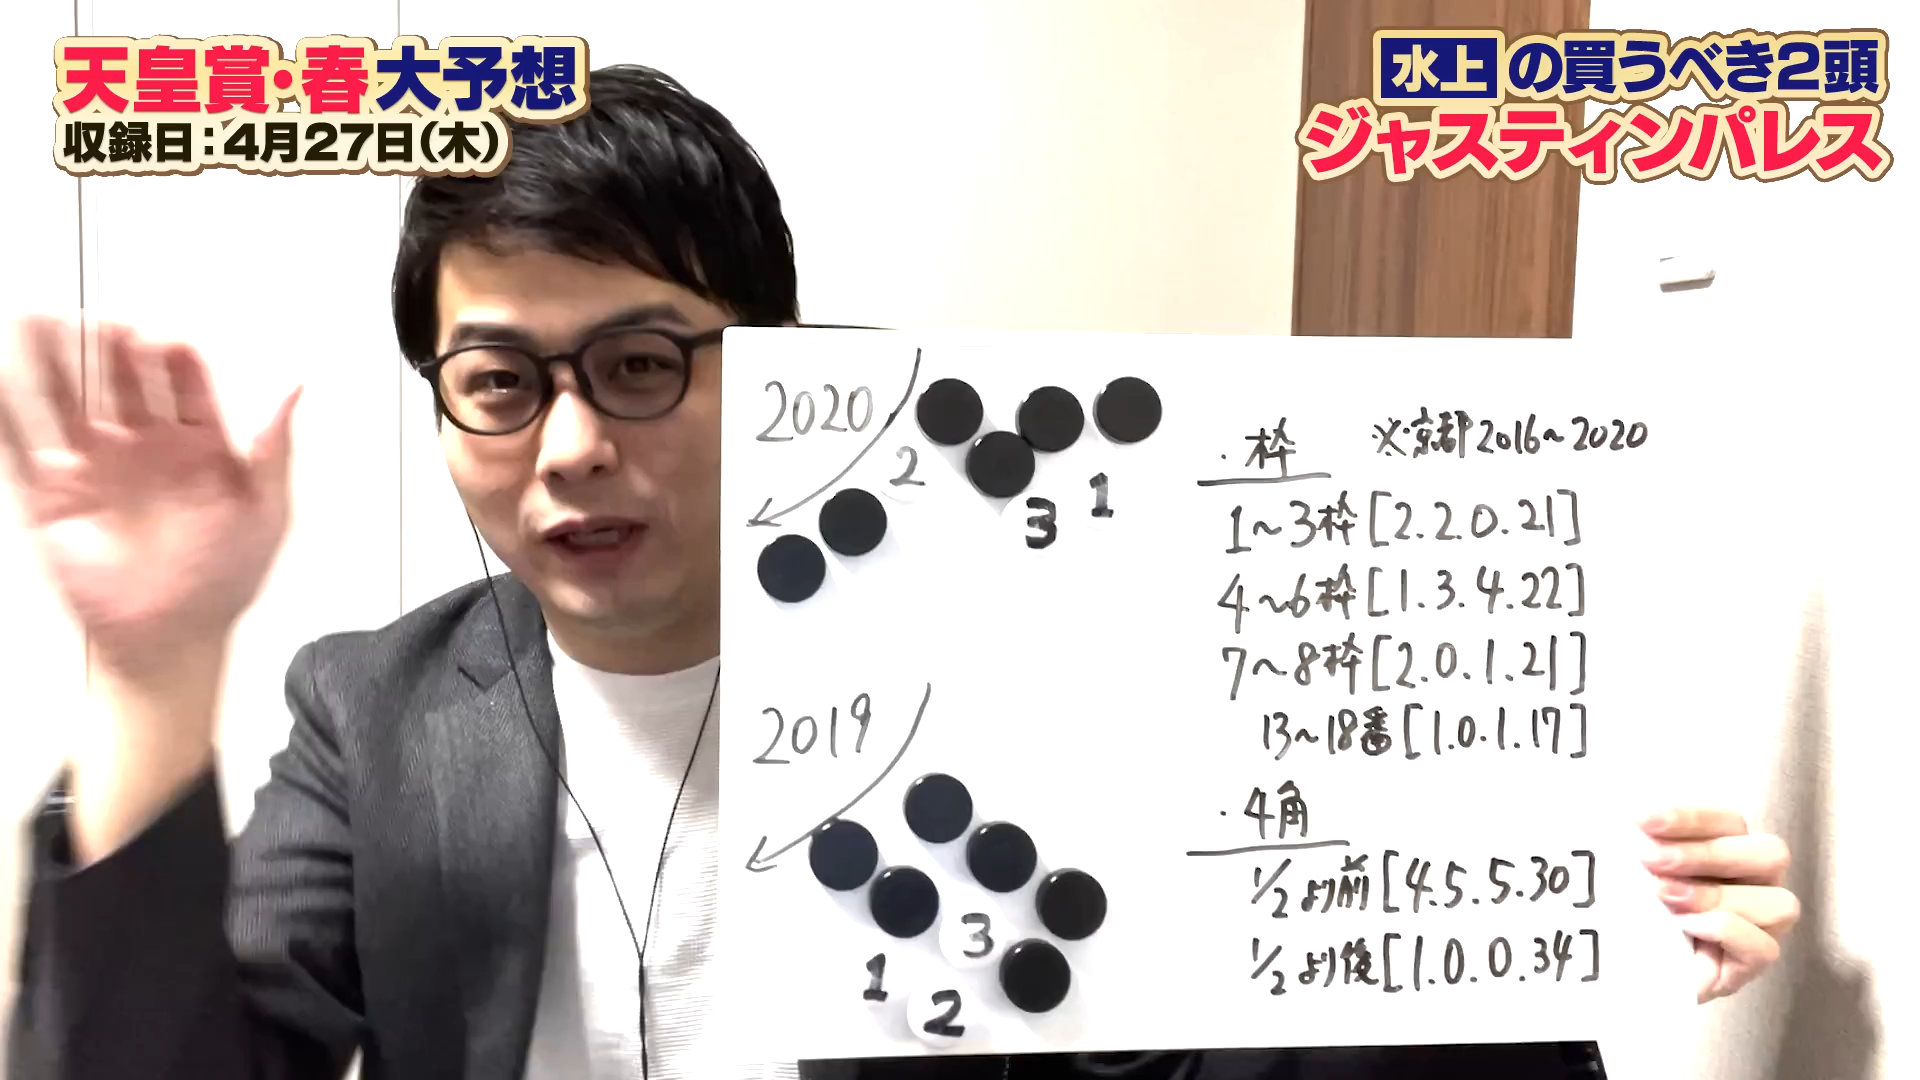 天皇賞・春大予想
収録日：4月27日(木)
水上の買うべき2頭
ジャスティンパレス
2020
2
3
1
2019
3
1
2
・枠 ※京都2016〜2020
1〜3枠[2.2.0.21]
4〜6枠[1.3.4.22]
7〜8枠[2.0.1.21]
13〜18番[1.0.1.17]
・4角
1/2より前[4.5.5.30]
1/2より後[1.0.0.34]